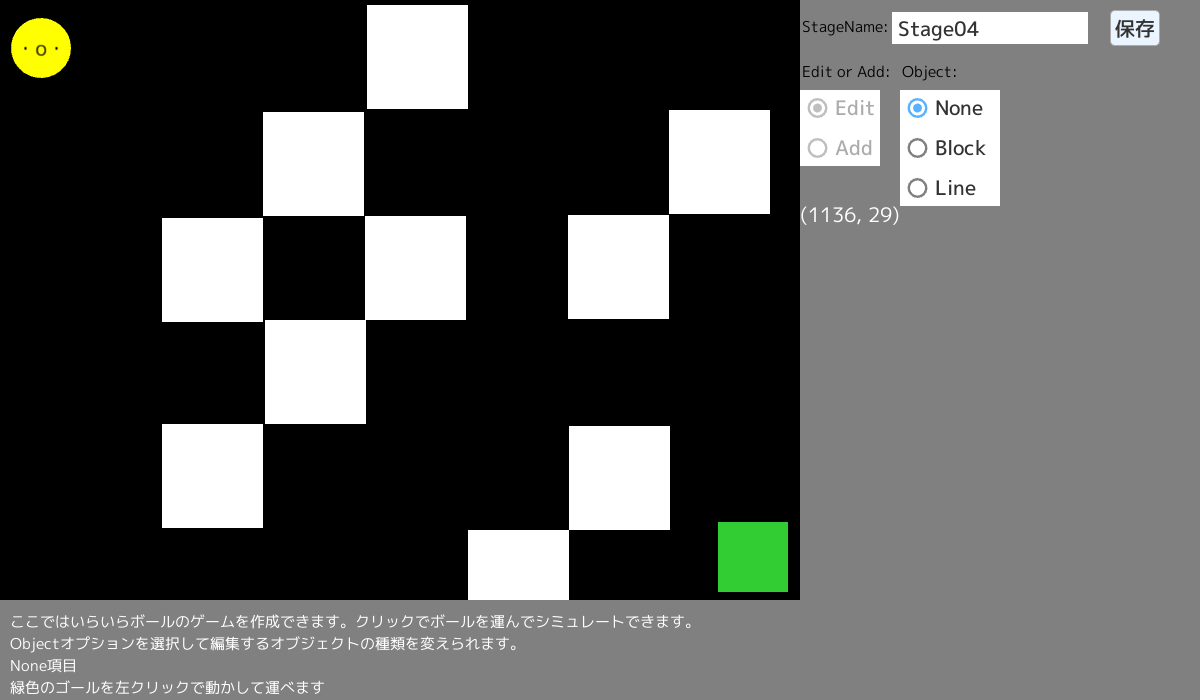 · o ·
StageName: Stage04 保存
Edit or Add: Object:
Edit None
Add Block
Line
(1136, 29)
ここではいらいらボールのゲームを作成できます。クリックでボールを運んでシミュレートできます。
Objectオプションを選択して編集するオブジェクトの種類を変えられます。
None項目
緑色のゴールを左クリックで動かして運べます